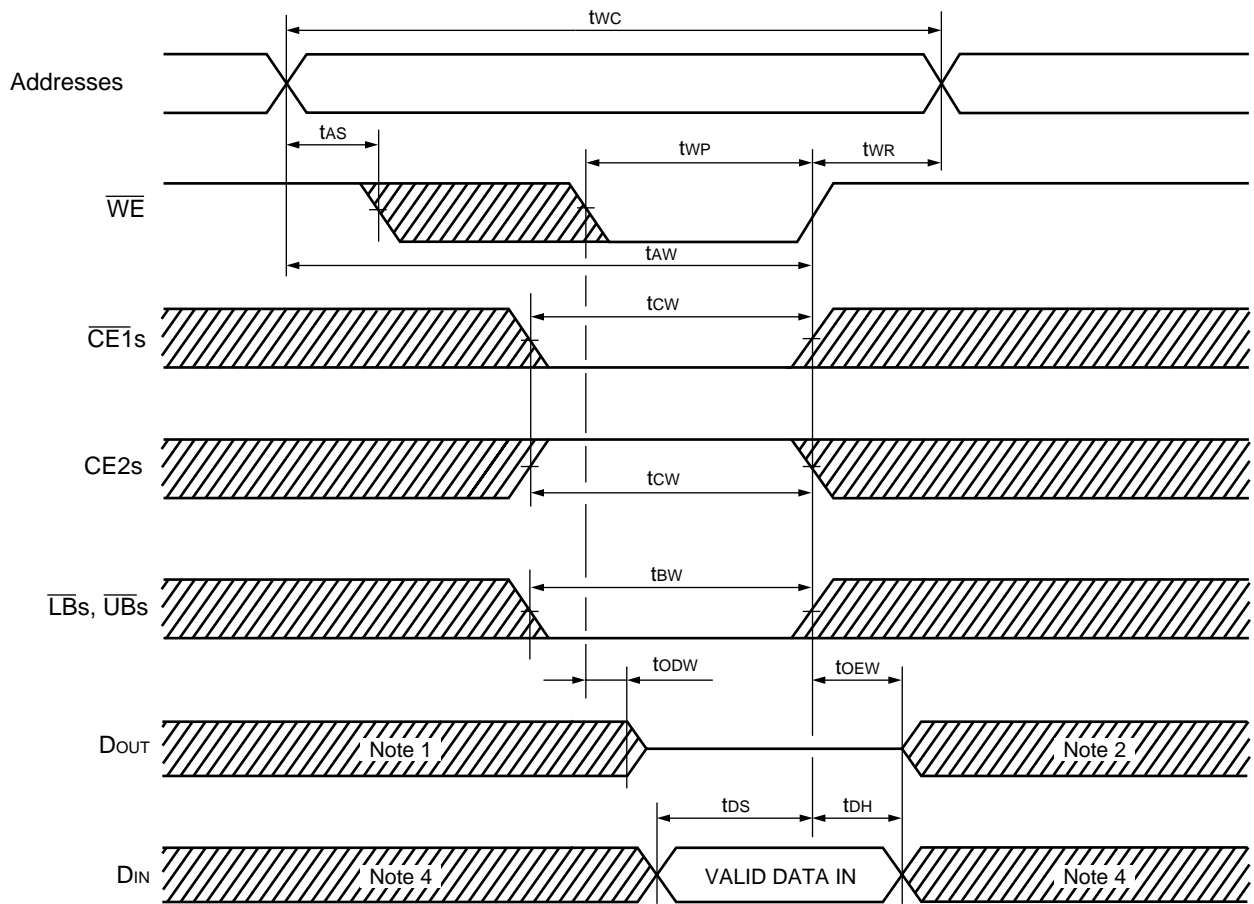 tWC
Addresses
tAS
tWP
tWR
WE
tAW
tCW
CE1s
CE2s
tCW
tBW
LBs, UBs
tODW
tOEW
DOUT
Note 1
Note 2
tDS
tDH
DIN
Note 4
VALID DATA IN
Note 4